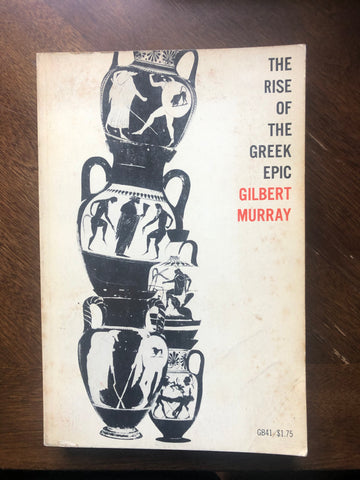 THE
RISE
OF
THE
GREEK
EPIC
GILBERT
MURRAY
GB41/$1.75